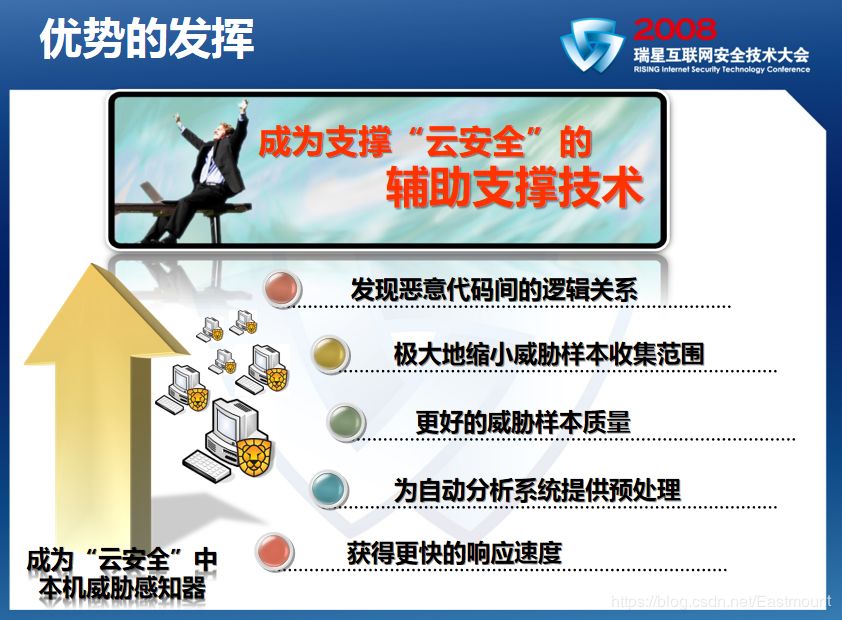 优势的发挥
2008
瑞星互联网安全技术大会
RISING Internet Security Technology Conference
成为支撑“云安全”的
辅助支撑技术
发现恶意代码间的逻辑关系
极大地缩小威胁样本收集范围
更好的威胁样本质量
为自动分析系统提供预处理
获得更快的响应速度
成为“云安全”中
本机威胁感知器
https://blog.csdn.net/Eastmount